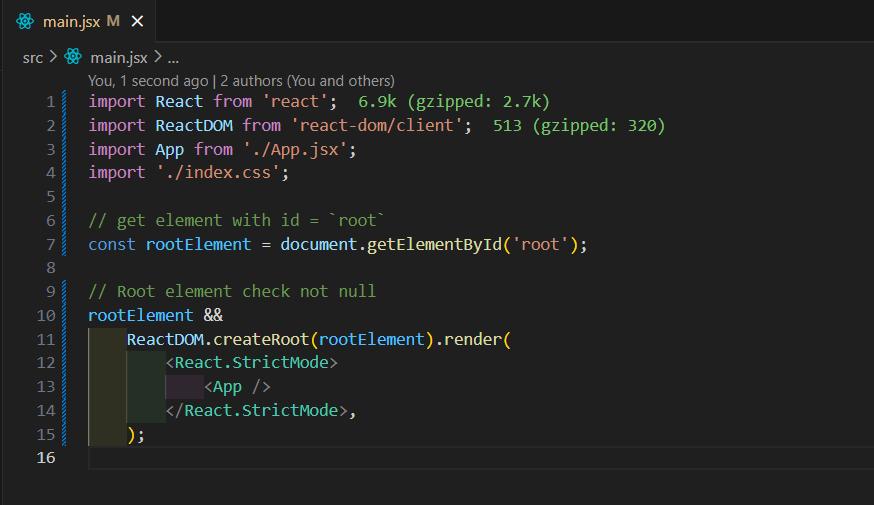 main.jsx M
src > main.jsx > ...
You, 1 second ago | 2 authors (You and others)
1 import React from 'react'; 6.9k (gzipped: 2.7k)
2 import ReactDOM from 'react-dom/client'; 513 (gzipped: 320)
3 import App from './App.jsx';
4 import './index.css';
5
6 // get element with id = `root`
7 const rootElement = document.getElementById('root');
8
9 // Root element check not null
10 rootElement &&
11     ReactDOM.createRoot(rootElement).render(
12         <React.StrictMode>
13             <App />
14         </React.StrictMode>,
15     );
16